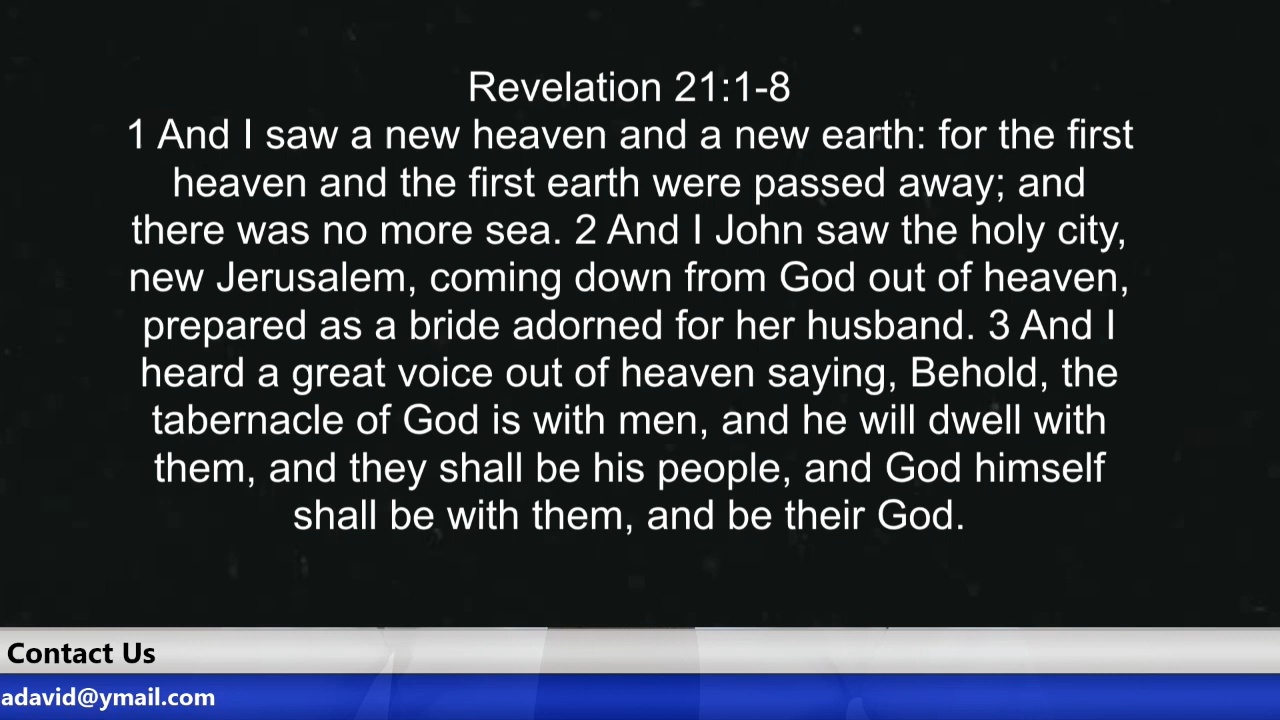 Revelation 21:1-8
1 And I saw a new heaven and a new earth: for the first
heaven and the first earth were passed away; and
there was no more sea. 2 And I John saw the holy city,
new Jerusalem, coming down from God out of heaven,
prepared as a bride adorned for her husband. 3 And I
heard a great voice out of heaven saying, Behold, the
tabernacle of God is with men, and he will dwell with
them, and they shall be his people, and God himself
shall be with them, and be their God.
Contact Us
adavid@ymail.com